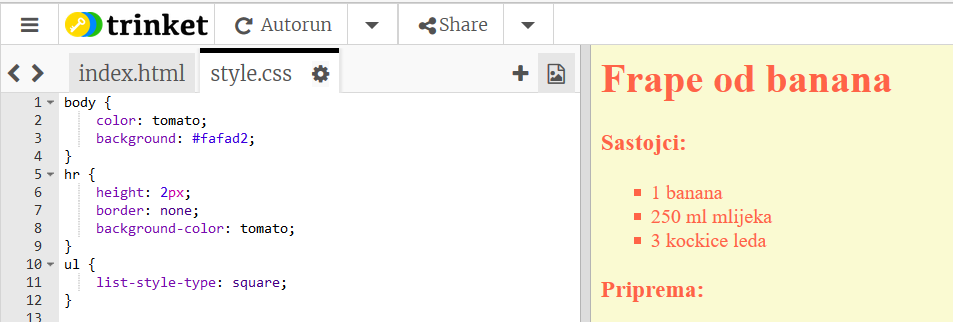 trinket Autorun Share
index.html style.css
1 body {
2 color: tomato;
3 background: #fafad2;
4 }
5 hr {
6 height: 2px;
7 border: none;
8 background-color: tomato;
9 }
10 ul {
11 list-style-type: square;
12 }
13
Frape od banana
Sastojci:
1 banana
250 ml mlijeka
3 kockice leda
Priprema: